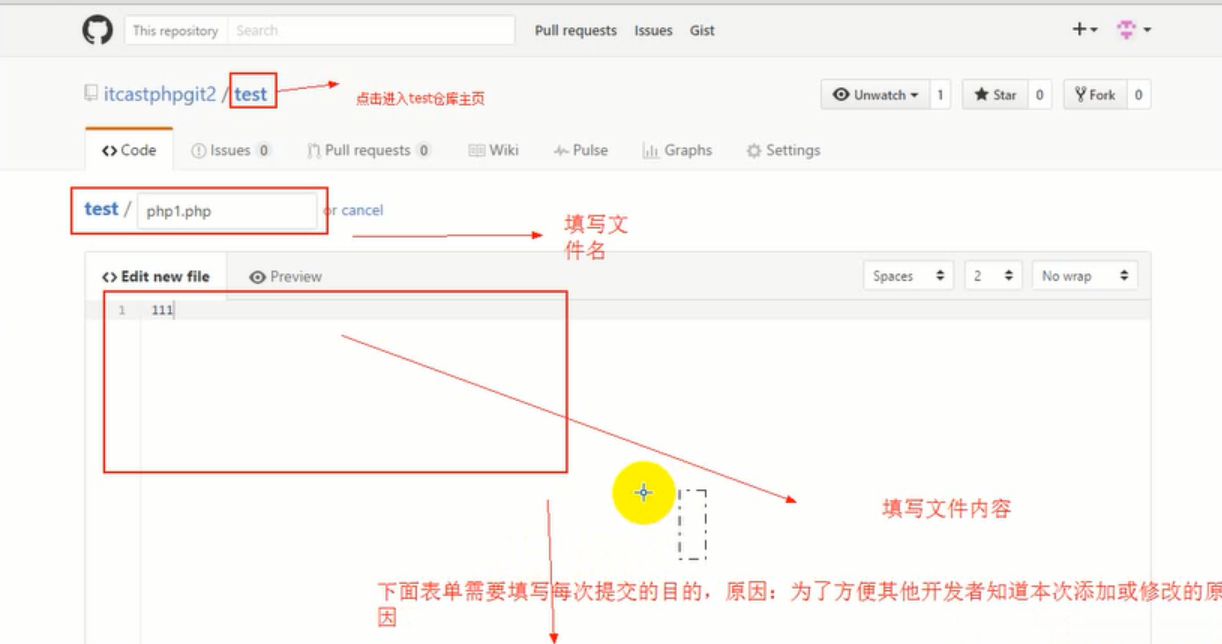 This repository Search Pull requests Issues Gist
itcastphpgit2 / test 点击进入test仓库主页 Unwatch 1 Star 0 Fork 0
Code Issues 0 Pull requests 0 Wiki Pulse Graphs Settings
test / php1.php or cancel
填写文
件名
Edit new file Preview Spaces 2 No wrap
1 111
填写文件内容
下面表单需要填写每次提交的目的，原因：为了方便其他开发者知道本次添加或修改的原
因